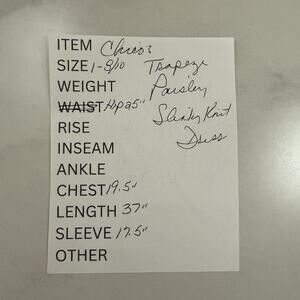 ITEM Chico's
SIZE 1-8/10 Trapeze
WEIGHT Paisley
WAIST Hip 25" Slinky Knit
RISE Dress
INSEAM
ANKLE
CHEST 19.5"
LENGTH 37"
SLEEVE 17.5"
OTHER